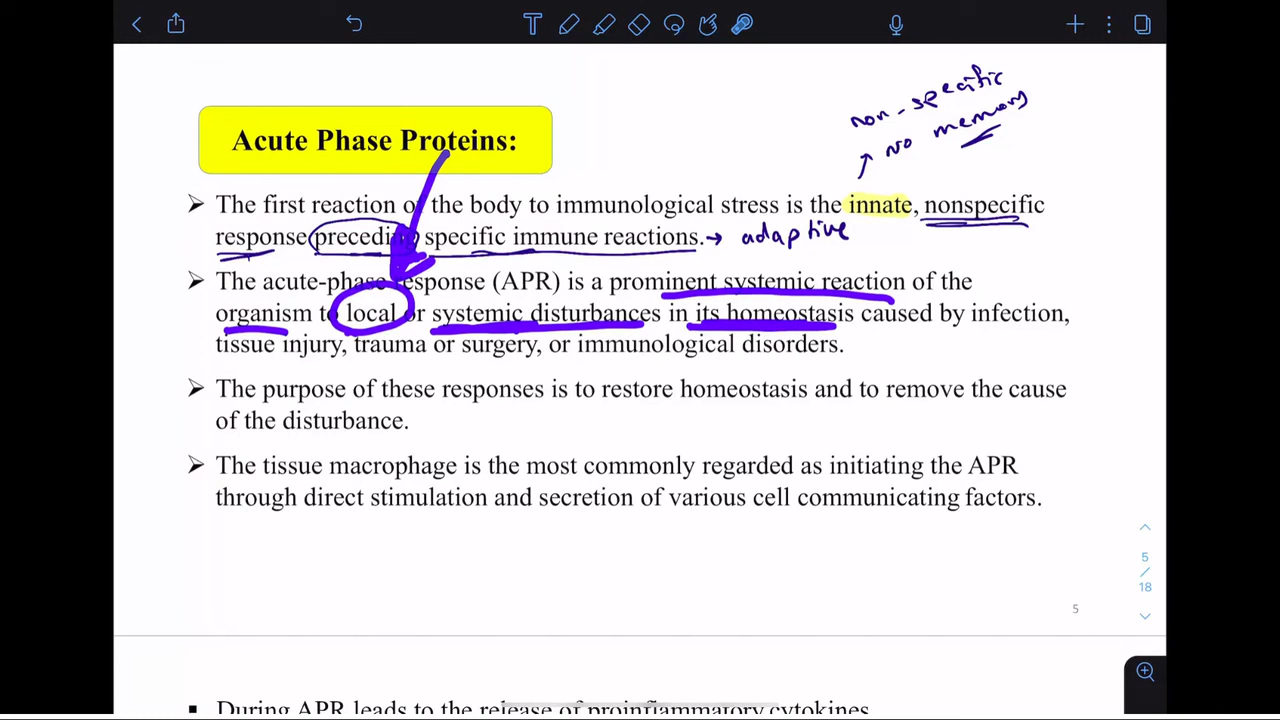 non-specific
no memory
Acute Phase Proteins:
➢ The first reaction of the body to immunological stress is the innate, nonspecific
response preceding specific immune reactions. → adaptive
➢ The acute-phase response (APR) is a prominent systemic reaction of the
organism to local or systemic disturbances in its homeostasis caused by infection,
tissue injury, trauma or surgery, or immunological disorders.
➢ The purpose of these responses is to restore homeostasis and to remove the cause
of the disturbance.
➢ The tissue macrophage is the most commonly regarded as initiating the APR
through direct stimulation and secretion of various cell communicating factors.
5
/
18
5
▪ During APR leads to the release of proinflammatory cytokines